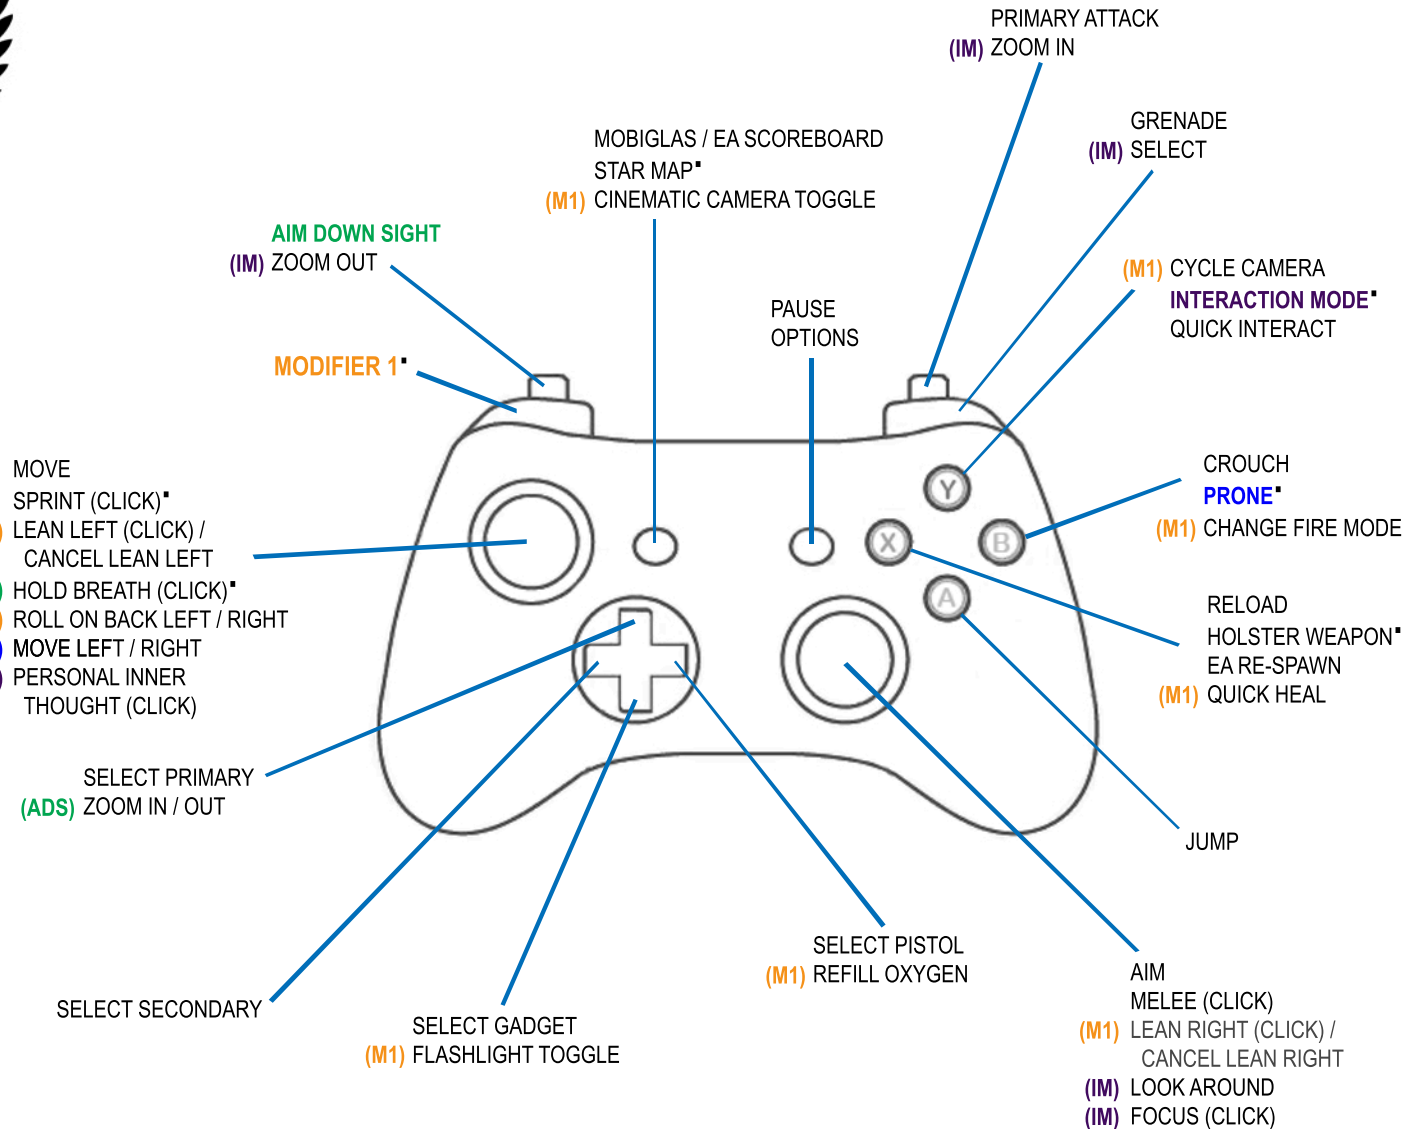 PRIMARY ATTACK
(IM) ZOOM IN
GRENADE
(IM) SELECT
MOBIGLAS / EA SCOREBOARD
STAR MAP▪
(M1) CINEMATIC CAMERA TOGGLE
AIM DOWN SIGHT
(IM) ZOOM OUT
(M1) CYCLE CAMERA
INTERACTION MODE▪
QUICK INTERACT
PAUSE
OPTIONS
MODIFIER 1▪
MOVE
SPRINT (CLICK)▪
) LEAN LEFT (CLICK) /
CANCEL LEAN LEFT
) HOLD BREATH (CLICK)▪
) ROLL ON BACK LEFT / RIGHT
) MOVE LEFT / RIGHT
) PERSONAL INNER
THOUGHT (CLICK)
CROUCH
PRONE▪
(M1) CHANGE FIRE MODE
Y
X
B
A
RELOAD
HOLSTER WEAPON▪
EA RE-SPAWN
(M1) QUICK HEAL
SELECT PRIMARY
(ADS) ZOOM IN / OUT
JUMP
SELECT SECONDARY
SELECT GADGET
(M1) FLASHLIGHT TOGGLE
SELECT PISTOL
(M1) REFILL OXYGEN
AIM
MELEE (CLICK)
(M1) LEAN RIGHT (CLICK) /
CANCEL LEAN RIGHT
(IM) LOOK AROUND
(IM) FOCUS (CLICK)